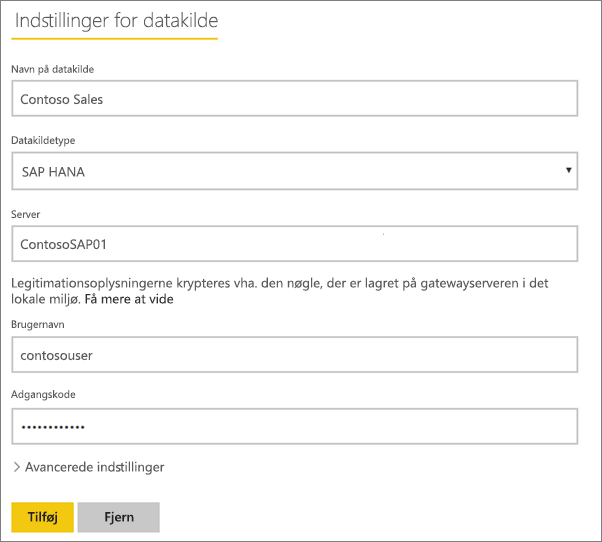 Indstillinger for datakilde
Navn på datakilde
Contoso Sales
Datakildetype
SAP HANA
Server
ContosoSAP01
Legitimationsoplysningerne krypteres vha. den nøgle, der er lagret på gatewayserveren i det
lokale miljø. Få mere at vide
Brugernavn
contosouser
Adgangskode
••••••••••••
Avancerede indstillinger
Tilføj Fjern